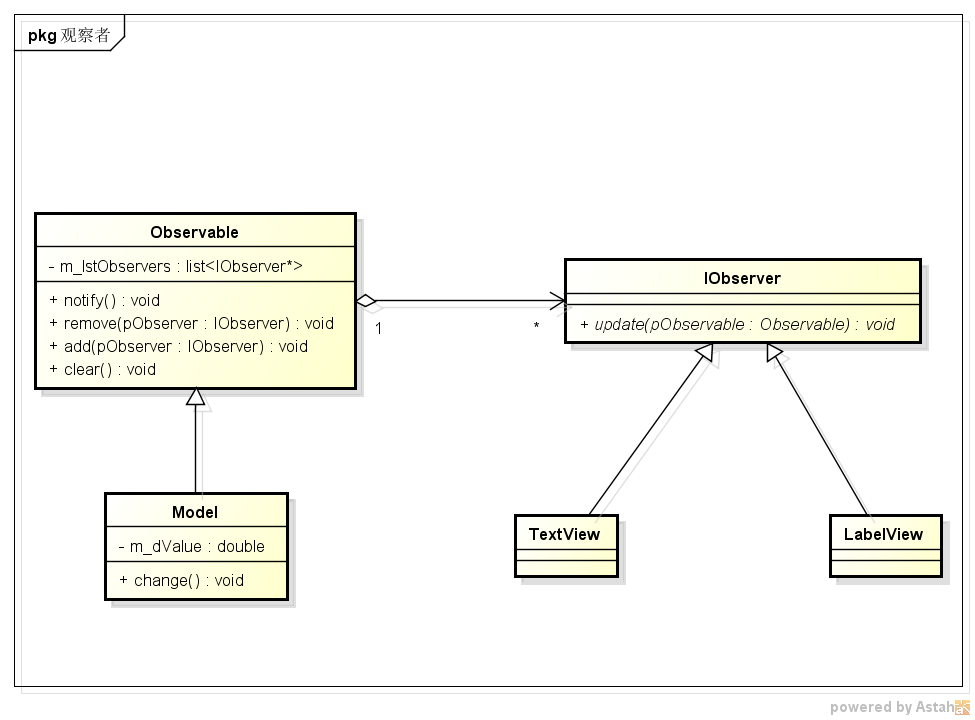 pkg 观察者
Observable
- m_lstObservers : list<IObserver*>
+ notify() : void
+ remove(pObserver : IObserver) : void
+ add(pObserver : IObserver) : void
+ clear() : void
1
*
IObserver
+ update(pObservable : Observable) : void
Model
- m_dValue : double
+ change() : void
TextView
LabelView
powered by Astah